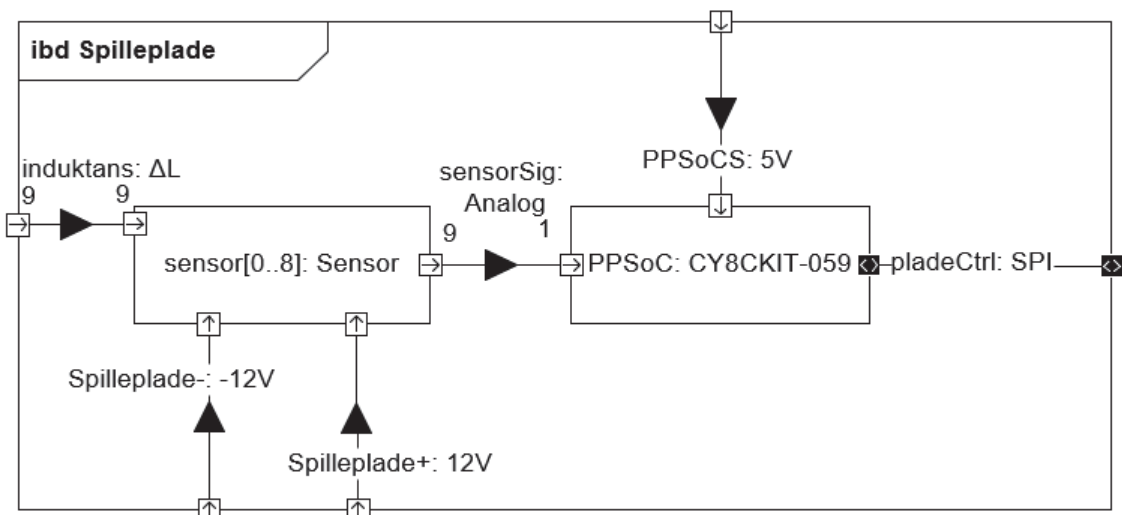 ibd Spilleplade
PPSoCS: 5V
induktans: ΔL
9
9
sensorSig:
Analog
9
1
sensor[0..8]: Sensor
PPSoC: CY8CKIT-059
pladeCtrl: SPI
Spilleplade-: -12V
Spilleplade+: 12V